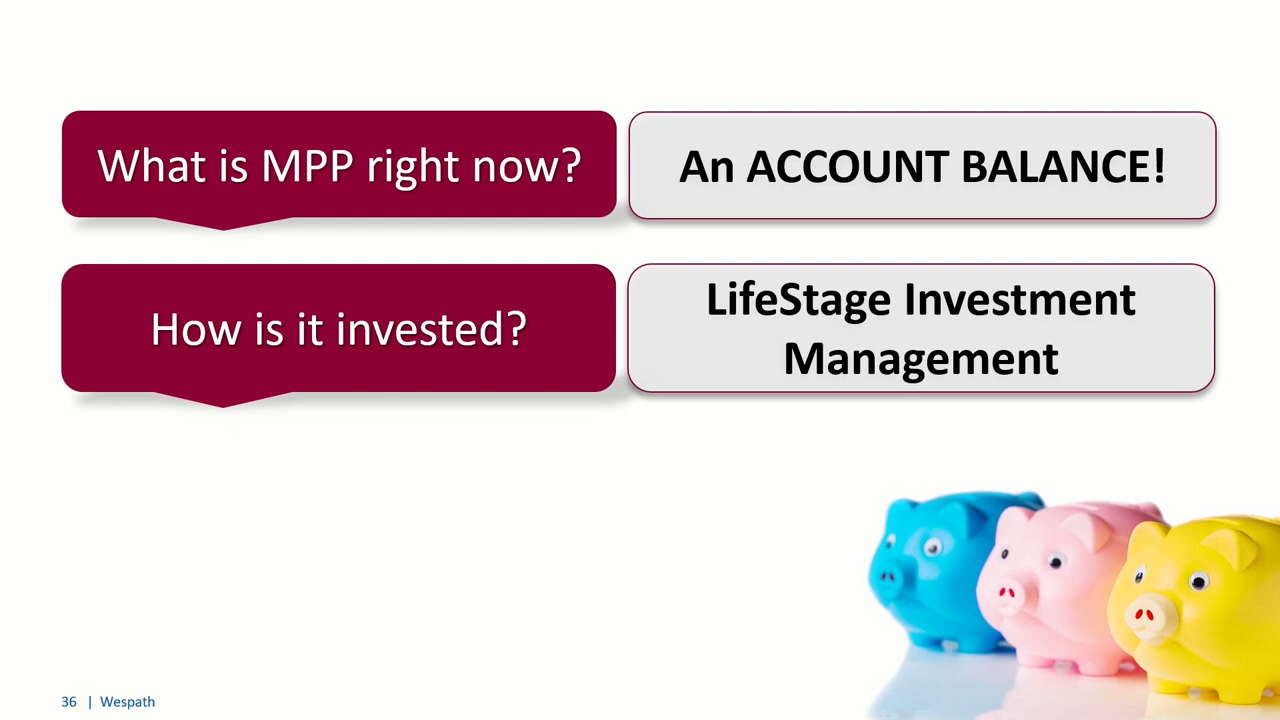 What is MPP right now?
An ACCOUNT BALANCE!
How is it invested?
LifeStage Investment
Management
36 | Wespath